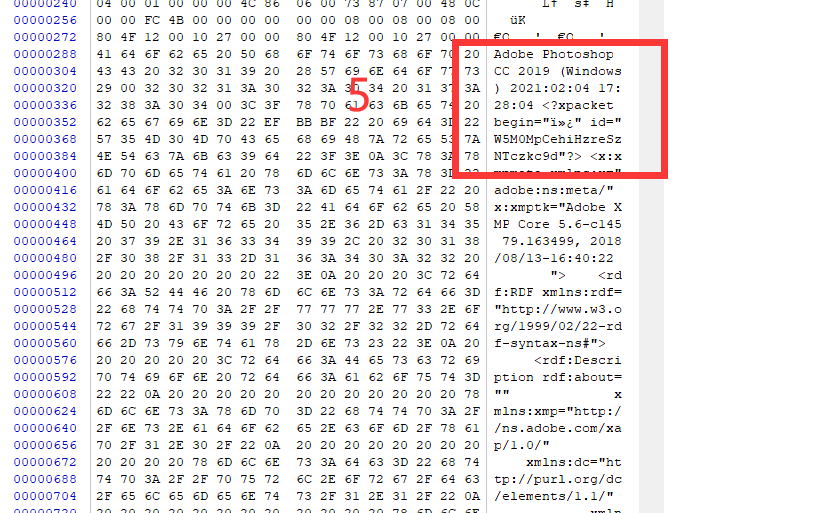 00000240 04 00 01 00 00 00 4C 86 06 00 73 87 07 00 48 0C
00000256 00 00 FC 4B 00 00 00 00 00 00 08 00 08 00 08 00 üK
00000272 80 4F 12 00 10 27 00 00 80 4F 12 00 10 27 00 00 €O ' €O '
00000288 41 64 6F 62 65 20 50 68 6F 74 6F 73 68 6F 70 20 Adobe Photoshop
00000304 43 43 20 32 30 31 39 20 28 57 69 6E 64 6F 77 73 CC 2019 (Windows
00000320 29 00 32 30 32 31 3A 30 32 3A 30 34 20 31 37 3A ) 2021:02:04 17:
5
00000336 32 38 3A 30 34 00 3C 3F 78 70 61 63 6B 65 74 20 28:04 <?xpacket
00000352 62 65 67 69 6E 3D 22 EF BB BF 22 20 69 64 3D 22 begin="ï»¿" id="
00000368 57 35 4D 30 4D 70 43 65 68 69 48 7A 72 65 53 7A W5M0MpCehiHzreSz
00000384 4E 54 63 7A 6B 63 39 64 22 3F 3E 0A 3C 78 3A 78 NTczkc9d"?> <x:x
00000400 6D 70 6D 65 74 61 20 78 6D 6C 6E 73 3A 78 3D 22 mpmeta xmlns:x="
00000416 61 64 6F 62 65 3A 6E 73 3A 6D 65 74 61 2F 22 20 adobe:ns:meta/"
00000432 78 3A 78 6D 70 74 6B 3D 22 41 64 6F 62 65 20 58 x:xmptk="Adobe X
00000448 4D 50 20 43 6F 72 65 20 35 2E 36 2D 63 31 34 35 MP Core 5.6-c145
00000464 20 37 39 2E 31 36 33 34 39 39 2C 20 32 30 31 38 79.163499, 2018
00000480 2F 30 38 2F 31 33 2D 31 36 3A 34 30 3A 32 32 20 /08/13-16:40:22
00000496 20 20 20 20 20 20 20 22 3E 0A 20 20 20 3C 72 64 "> <rd
00000512 66 3A 52 44 46 20 78 6D 6C 6E 73 3A 72 64 66 3D f:RDF xmlns:rdf=
00000528 22 68 74 74 70 3A 2F 2F 77 77 77 2E 77 33 2E 6F "http://www.w3.o
00000544 72 67 2F 31 39 39 39 2F 30 32 2F 32 32 2D 72 64 rg/1999/02/22-rd
00000560 66 2D 73 79 6E 74 61 78 2D 6E 73 23 22 3E 0A 20 f-syntax-ns#">
00000576 20 20 20 20 20 3C 72 64 66 3A 44 65 73 63 72 69 <rdf:Descri
00000592 70 74 69 6F 6E 20 72 64 66 3A 61 62 6F 75 74 3D ption rdf:about=
00000608 22 22 0A 20 20 20 20 20 20 20 20 20 20 20 20 78 "" x
00000624 6D 6C 6E 73 3A 78 6D 70 3D 22 68 74 74 70 3A 2F mlns:xmp="http:/
00000640 2F 6E 73 2E 61 64 6F 62 65 2E 63 6F 6D 2F 78 61 /ns.adobe.com/xa
00000656 70 2F 31 2E 30 2F 22 0A 20 20 20 20 20 20 20 20 p/1.0/"
00000672 20 20 20 20 78 6D 6C 6E 73 3A 64 63 3D 22 68 74 xmlns:dc="ht
00000688 74 70 3A 2F 2F 70 75 72 6C 2E 6F 72 67 2F 64 63 tp://purl.org/dc
00000704 2F 65 6C 65 6D 65 6E 74 73 2F 31 2E 31 2F 22 0A /elements/1.1/"
00000720 20 20 20 20 20 20 20 20 20 20 20 20 78 6D 6C 6E xmln